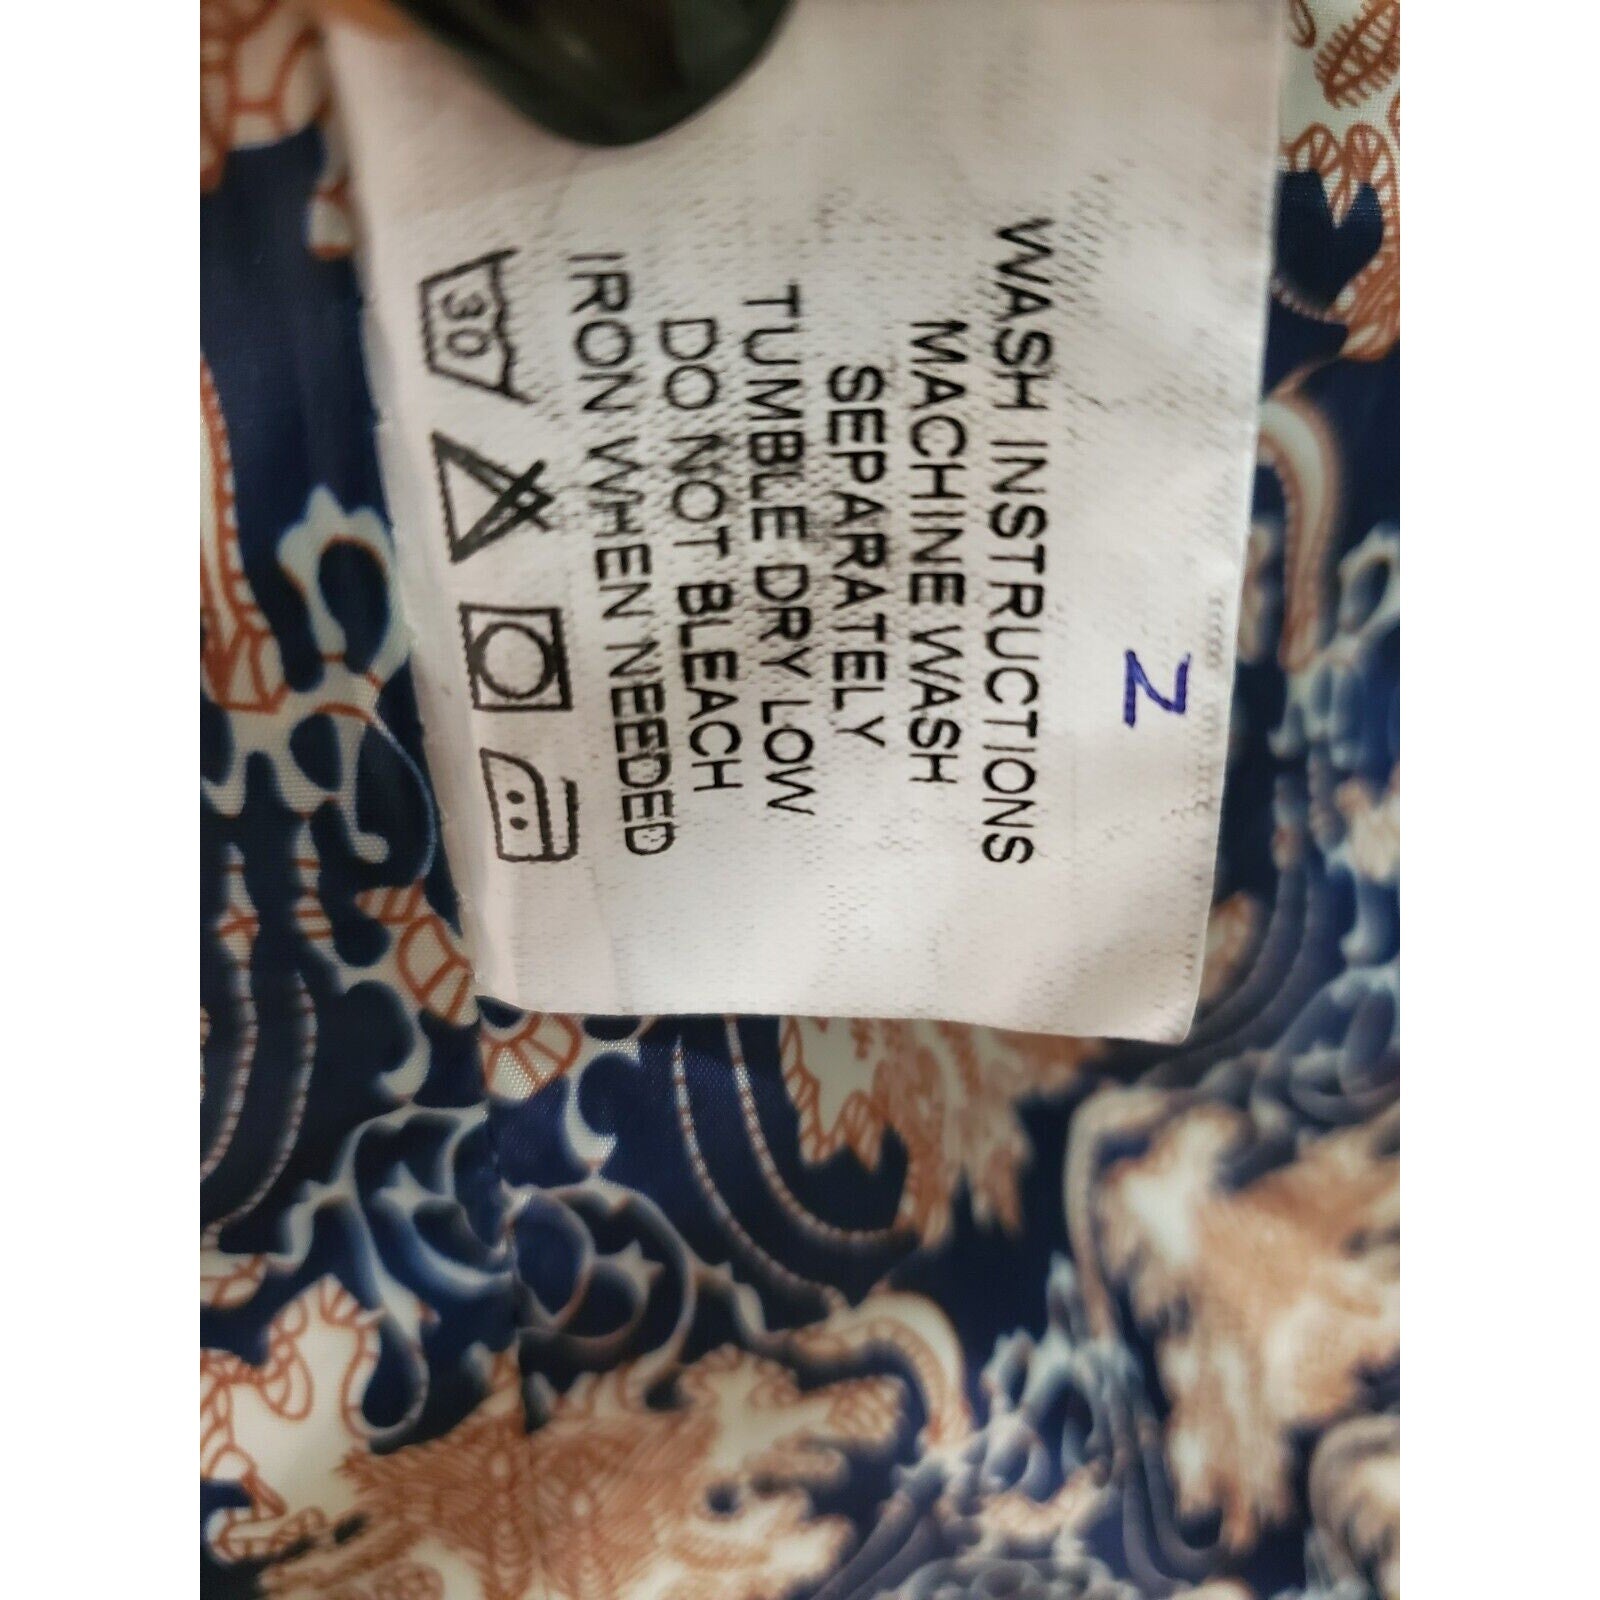 Z
WASH INSTRUCTIONS
MACHINE WASH
SEPARATELY
TUMBLE DRY LOW
DO NOT BLEACH
IRON WHEN NEEDED
30